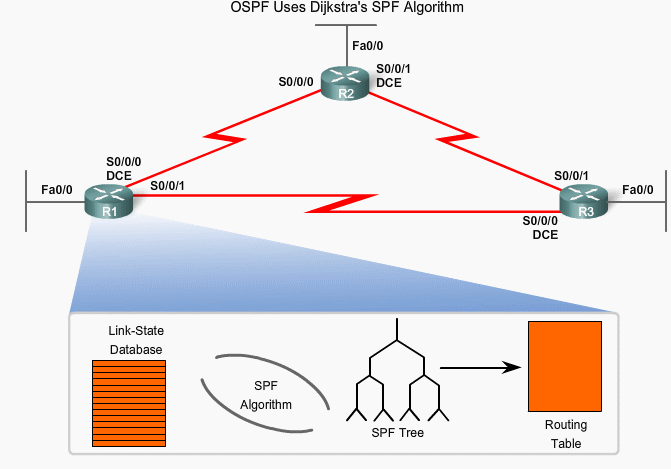 OSPF Uses Dijkstra's SPF Algorithm
Fa0/0
S0/0/0
S0/0/1
DCE
R2
S0/0/0
DCE
S0/0/1
Fa0/0
R1
S0/0/1
Fa0/0
R3
S0/0/0
DCE
Link-State
Database
SPF
Algorithm
SPF Tree
Routing
Table